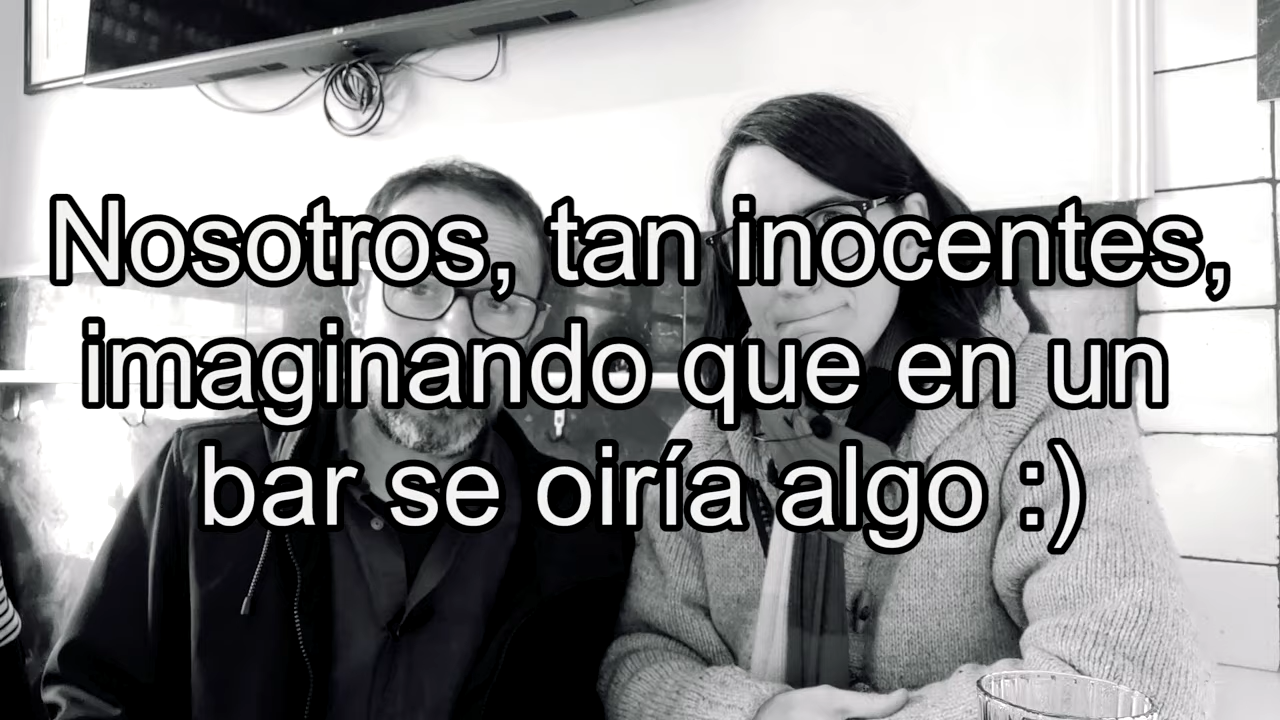 Nosotros, tan inocentes,
imaginando que en un
bar se oiría algo :)